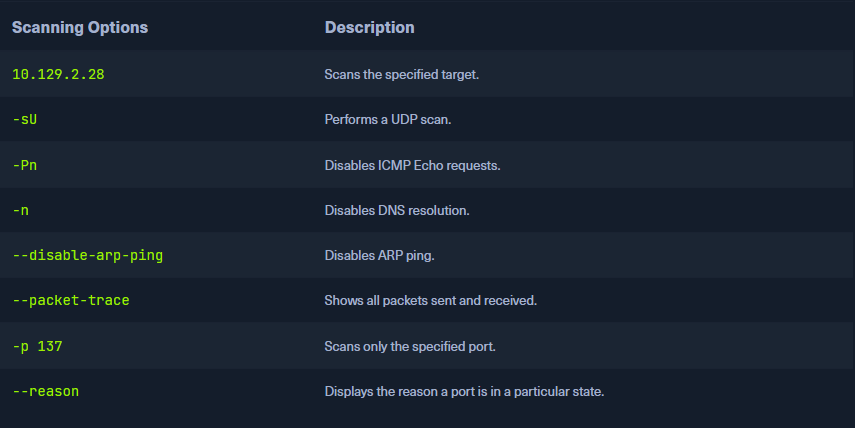 Scanning Options Description
10.129.2.28 Scans the specified target.
-sU Performs a UDP scan.
-Pn Disables ICMP Echo requests.
-n Disables DNS resolution.
--disable-arp-ping Disables ARP ping.
--packet-trace Shows all packets sent and received.
-p 137 Scans only the specified port.
--reason Displays the reason a port is in a particular state.